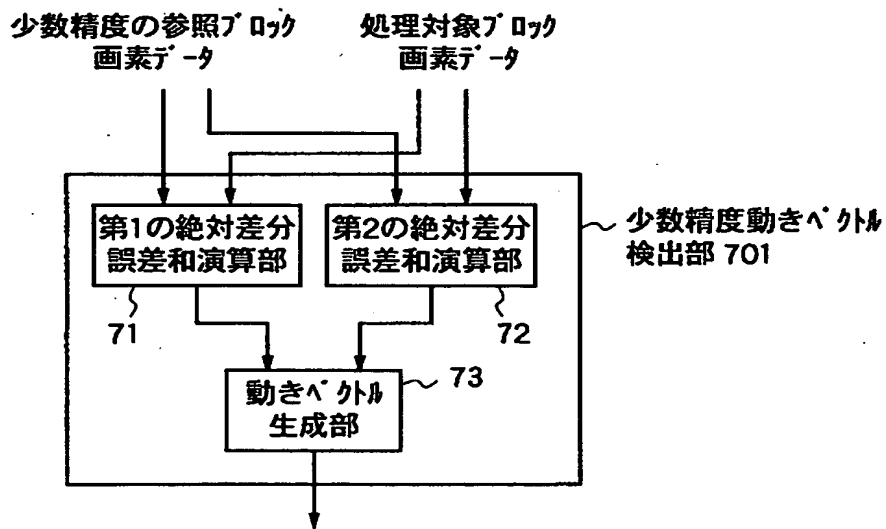 少数精度の参照ブロック
画素データ
処理対象ブロック
画素データ
第1の絶対差分
誤差和演算部
第2の絶対差分
誤差和演算部
少数精度動きベクトル
検出部 701
71
72
動きベクトル
生成部
73